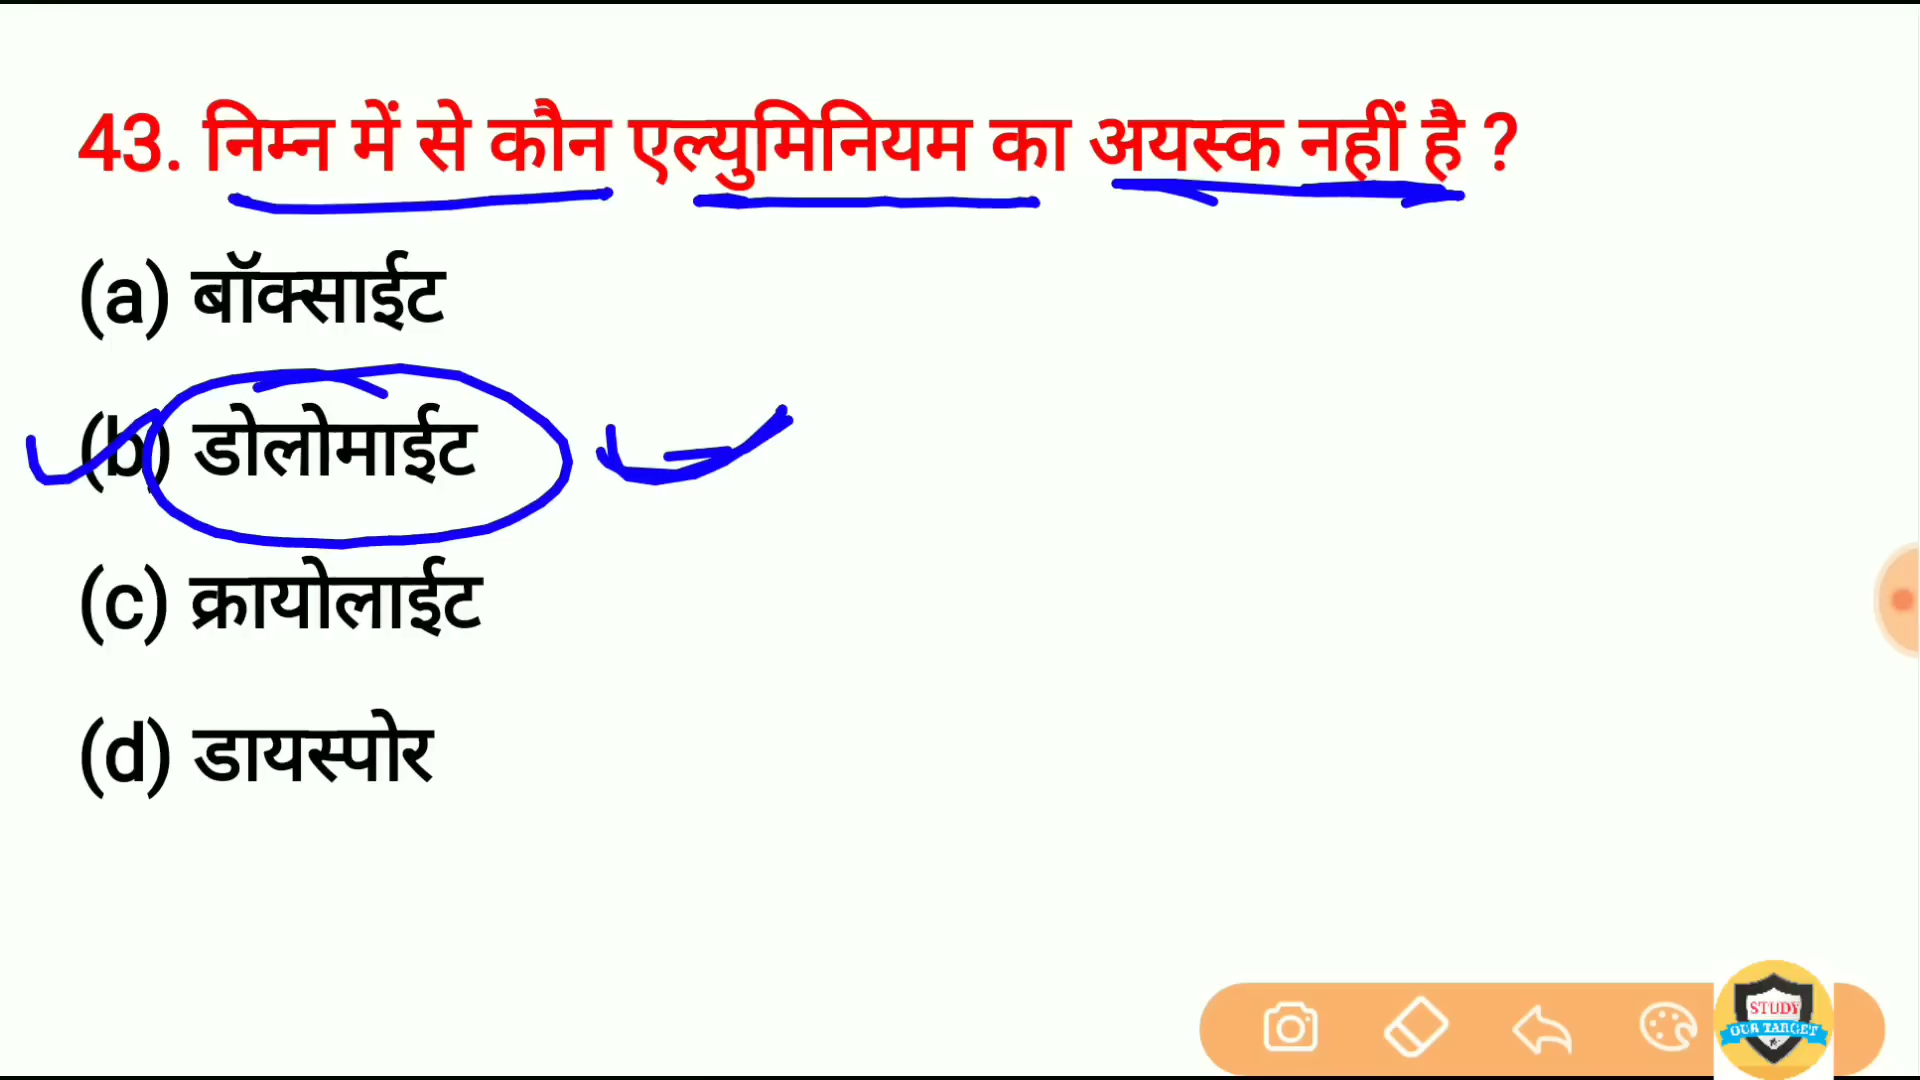 43. निम्न में से कौन एल्युमिनियम का अयस्क नहीं है ?
(a) बॉक्साईट
(b) डोलोमाईट
(c) क्रायोलाईट
(d) डायस्पोर
STUDY
OUR TARGET